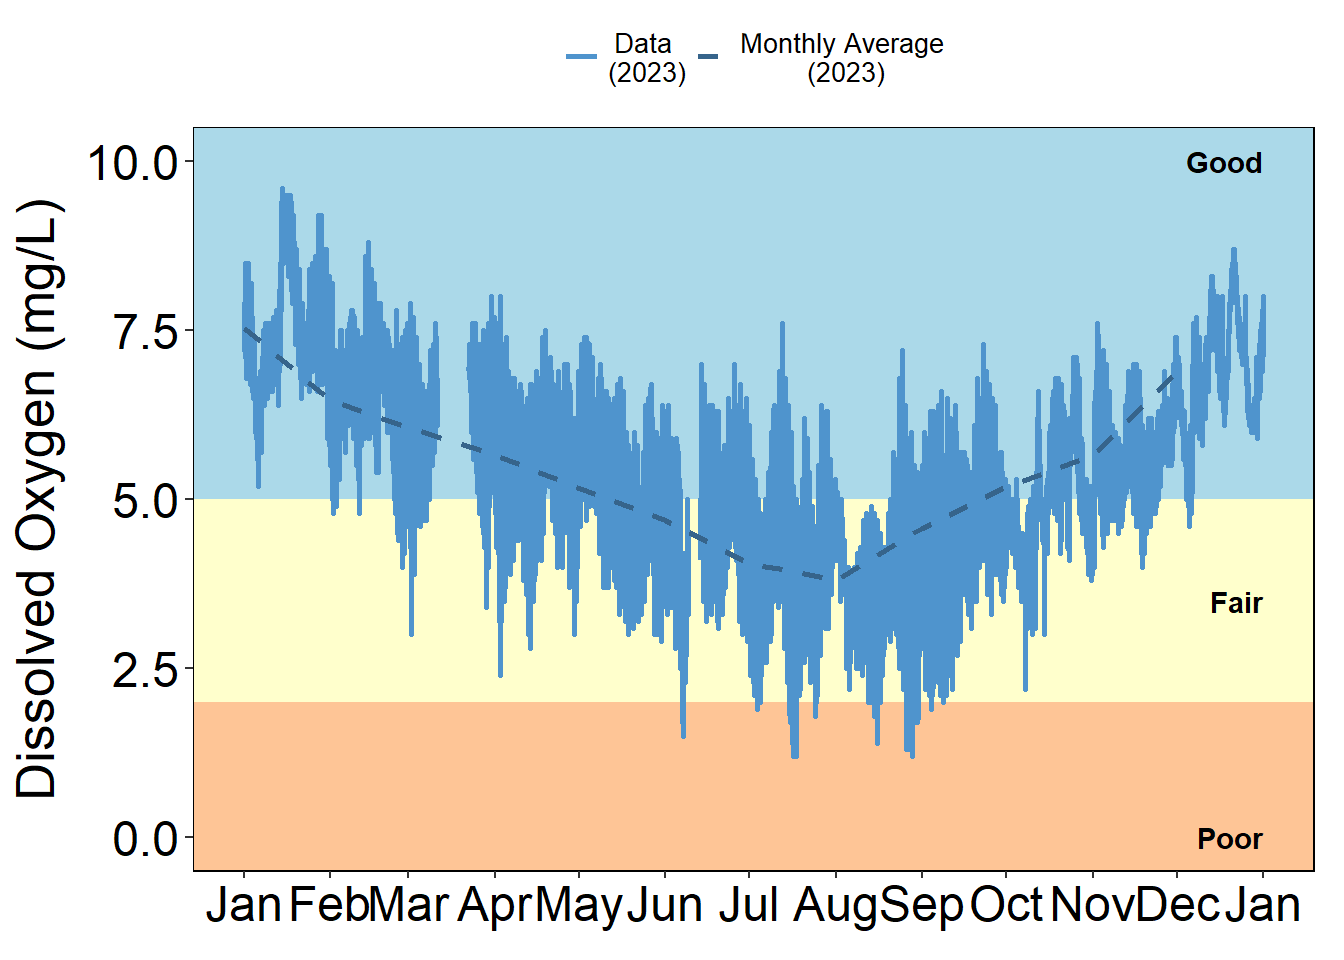 Data
(2023)
Monthly Average
(2023)
Dissolved Oxygen (mg/L)
10.0
7.5
5.0
2.5
0.0
Good
Fair
Poor
Jan Feb Mar Apr May Jun Jul Aug Sep Oct Nov Dec Jan